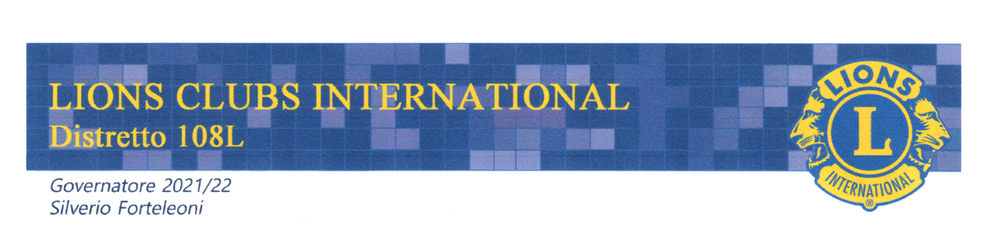 LIONS CLUBS INTERNATIONAL
Distretto 108L
LIONS
L
INTERNATIONAL
®
Governatore 2021/22
Silverio Forteleoni